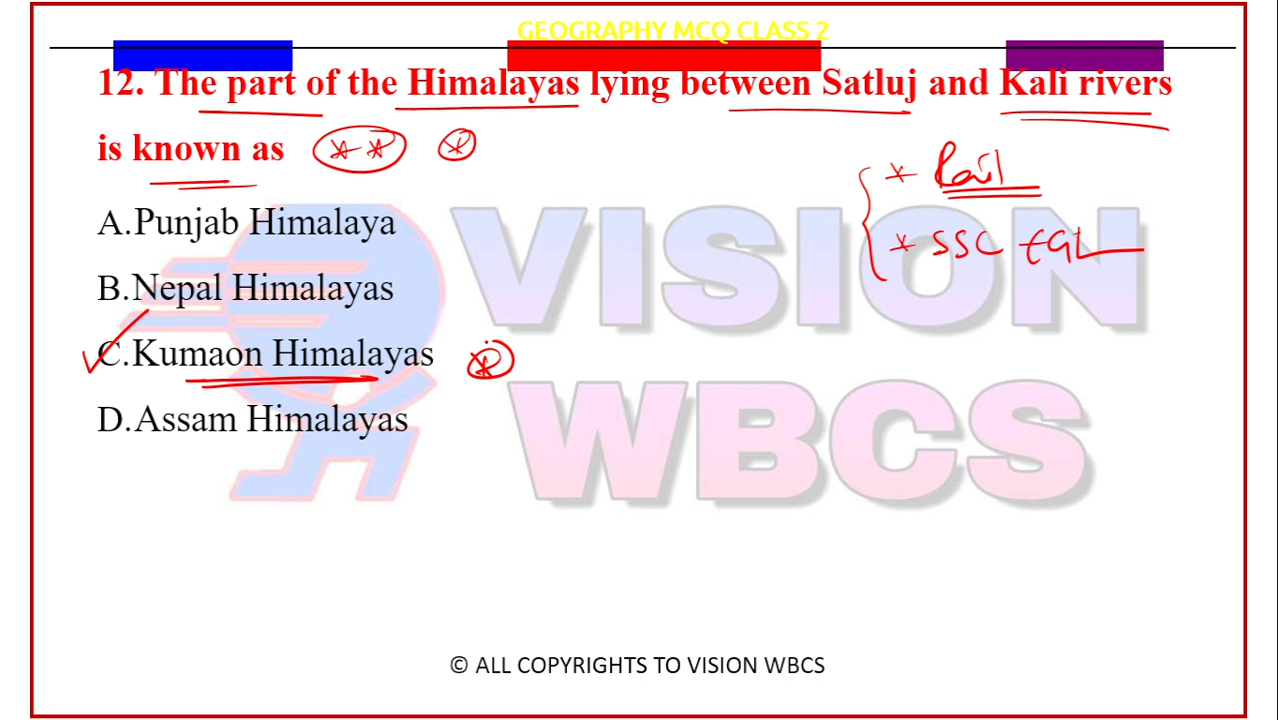 GEOGRAPHY MCQ CLASS 2
12. The part of the Himalayas lying between Satluj and Kali rivers
is known as
* Rail
* SSC CGL
A.Punjab Himalaya
B.Nepal Himalayas
C.Kumaon Himalayas
D.Assam Himalayas
VISION
WBCS
© ALL COPYRIGHTS TO VISION WBCS